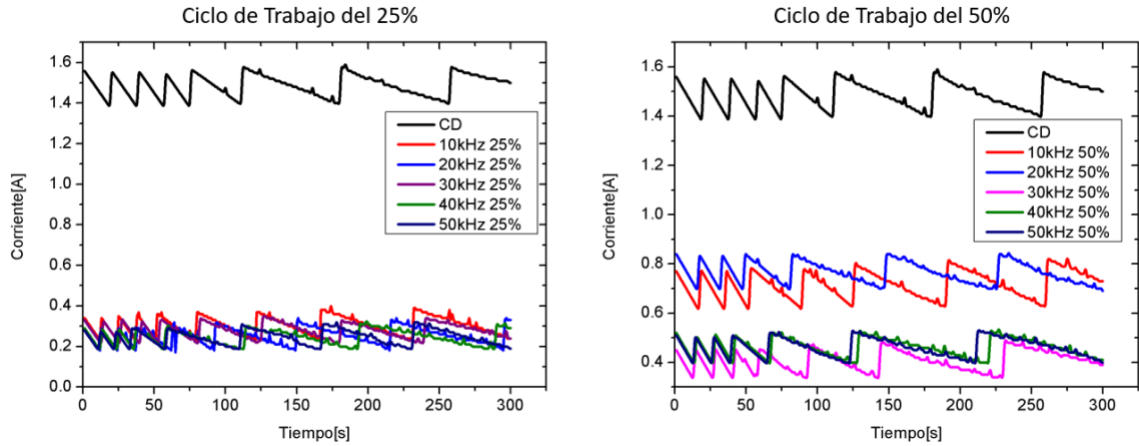 Ciclo de Trabajo del 25%
1.6
1.4
1.2
1.0
0.8
0.6
0.4
0.2
0.0
Corriente[A]
CD
10kHz 25%
20kHz 25%
30kHz 25%
40kHz 25%
50kHz 25%
0 50 100 150 200 250 300
Tiempo[s]
Ciclo de Trabajo del 50%
1.6
1.4
1.2
1.0
0.8
0.6
0.4
Corriente[A]
CD
10kHz 50%
20kHz 50%
30kHz 50%
40kHz 50%
50kHz 50%
0 50 100 150 200 250 300
Tiempo[s]